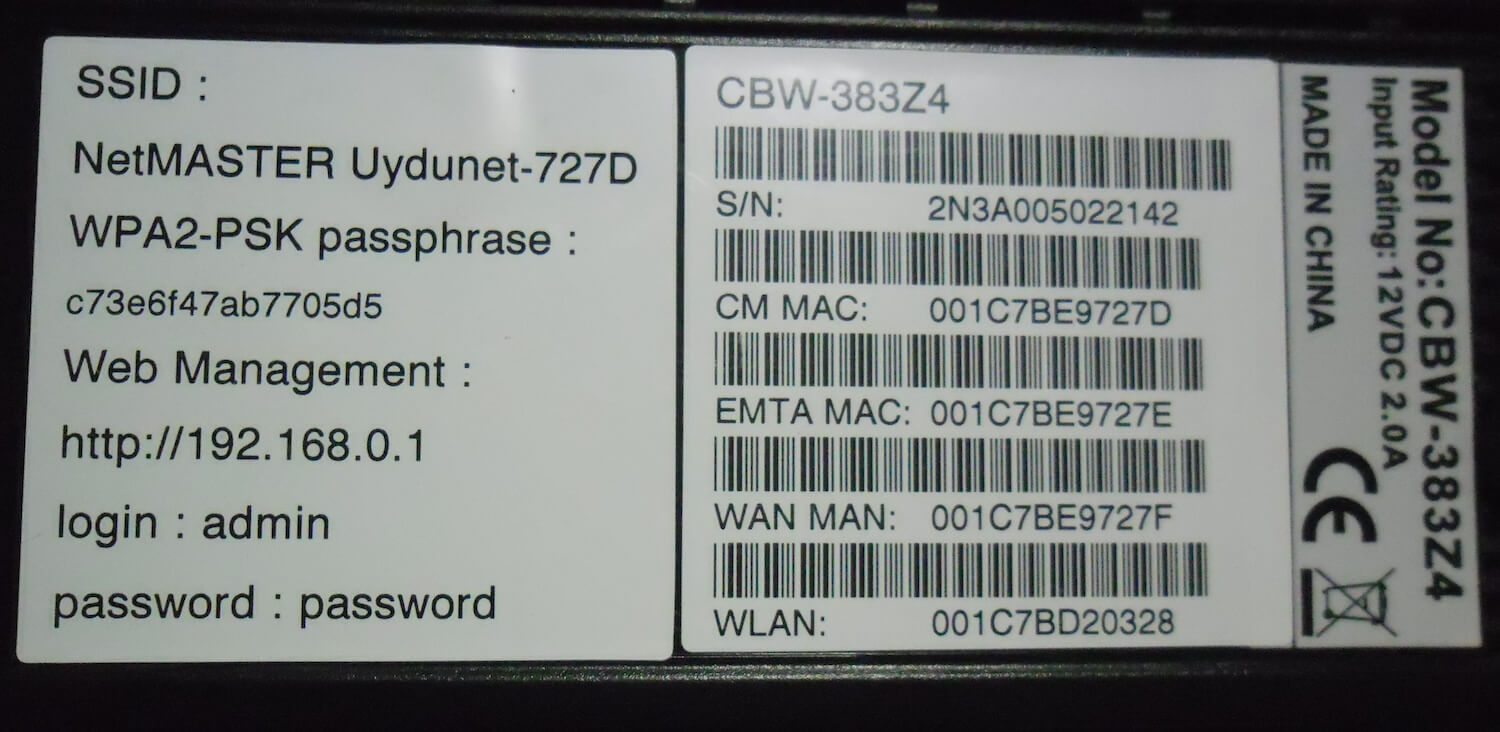 SSID :
NetMASTER Uydunet-727D
WPA2-PSK passphrase :
c73e6f47ab7705d5
Web Management :
http://192.168.0.1
login : admin
password : password
CBW-383Z4
S/N: 2N3A005022142
CM MAC: 001C7BE9727D
EMTA MAC: 001C7BE9727E
WAN MAN: 001C7BE9727F
WLAN: 001C7BD20328
Model No:CBW-383Z4
Input Rating: 12VDC 2.0A
MADE IN CHINA
CE